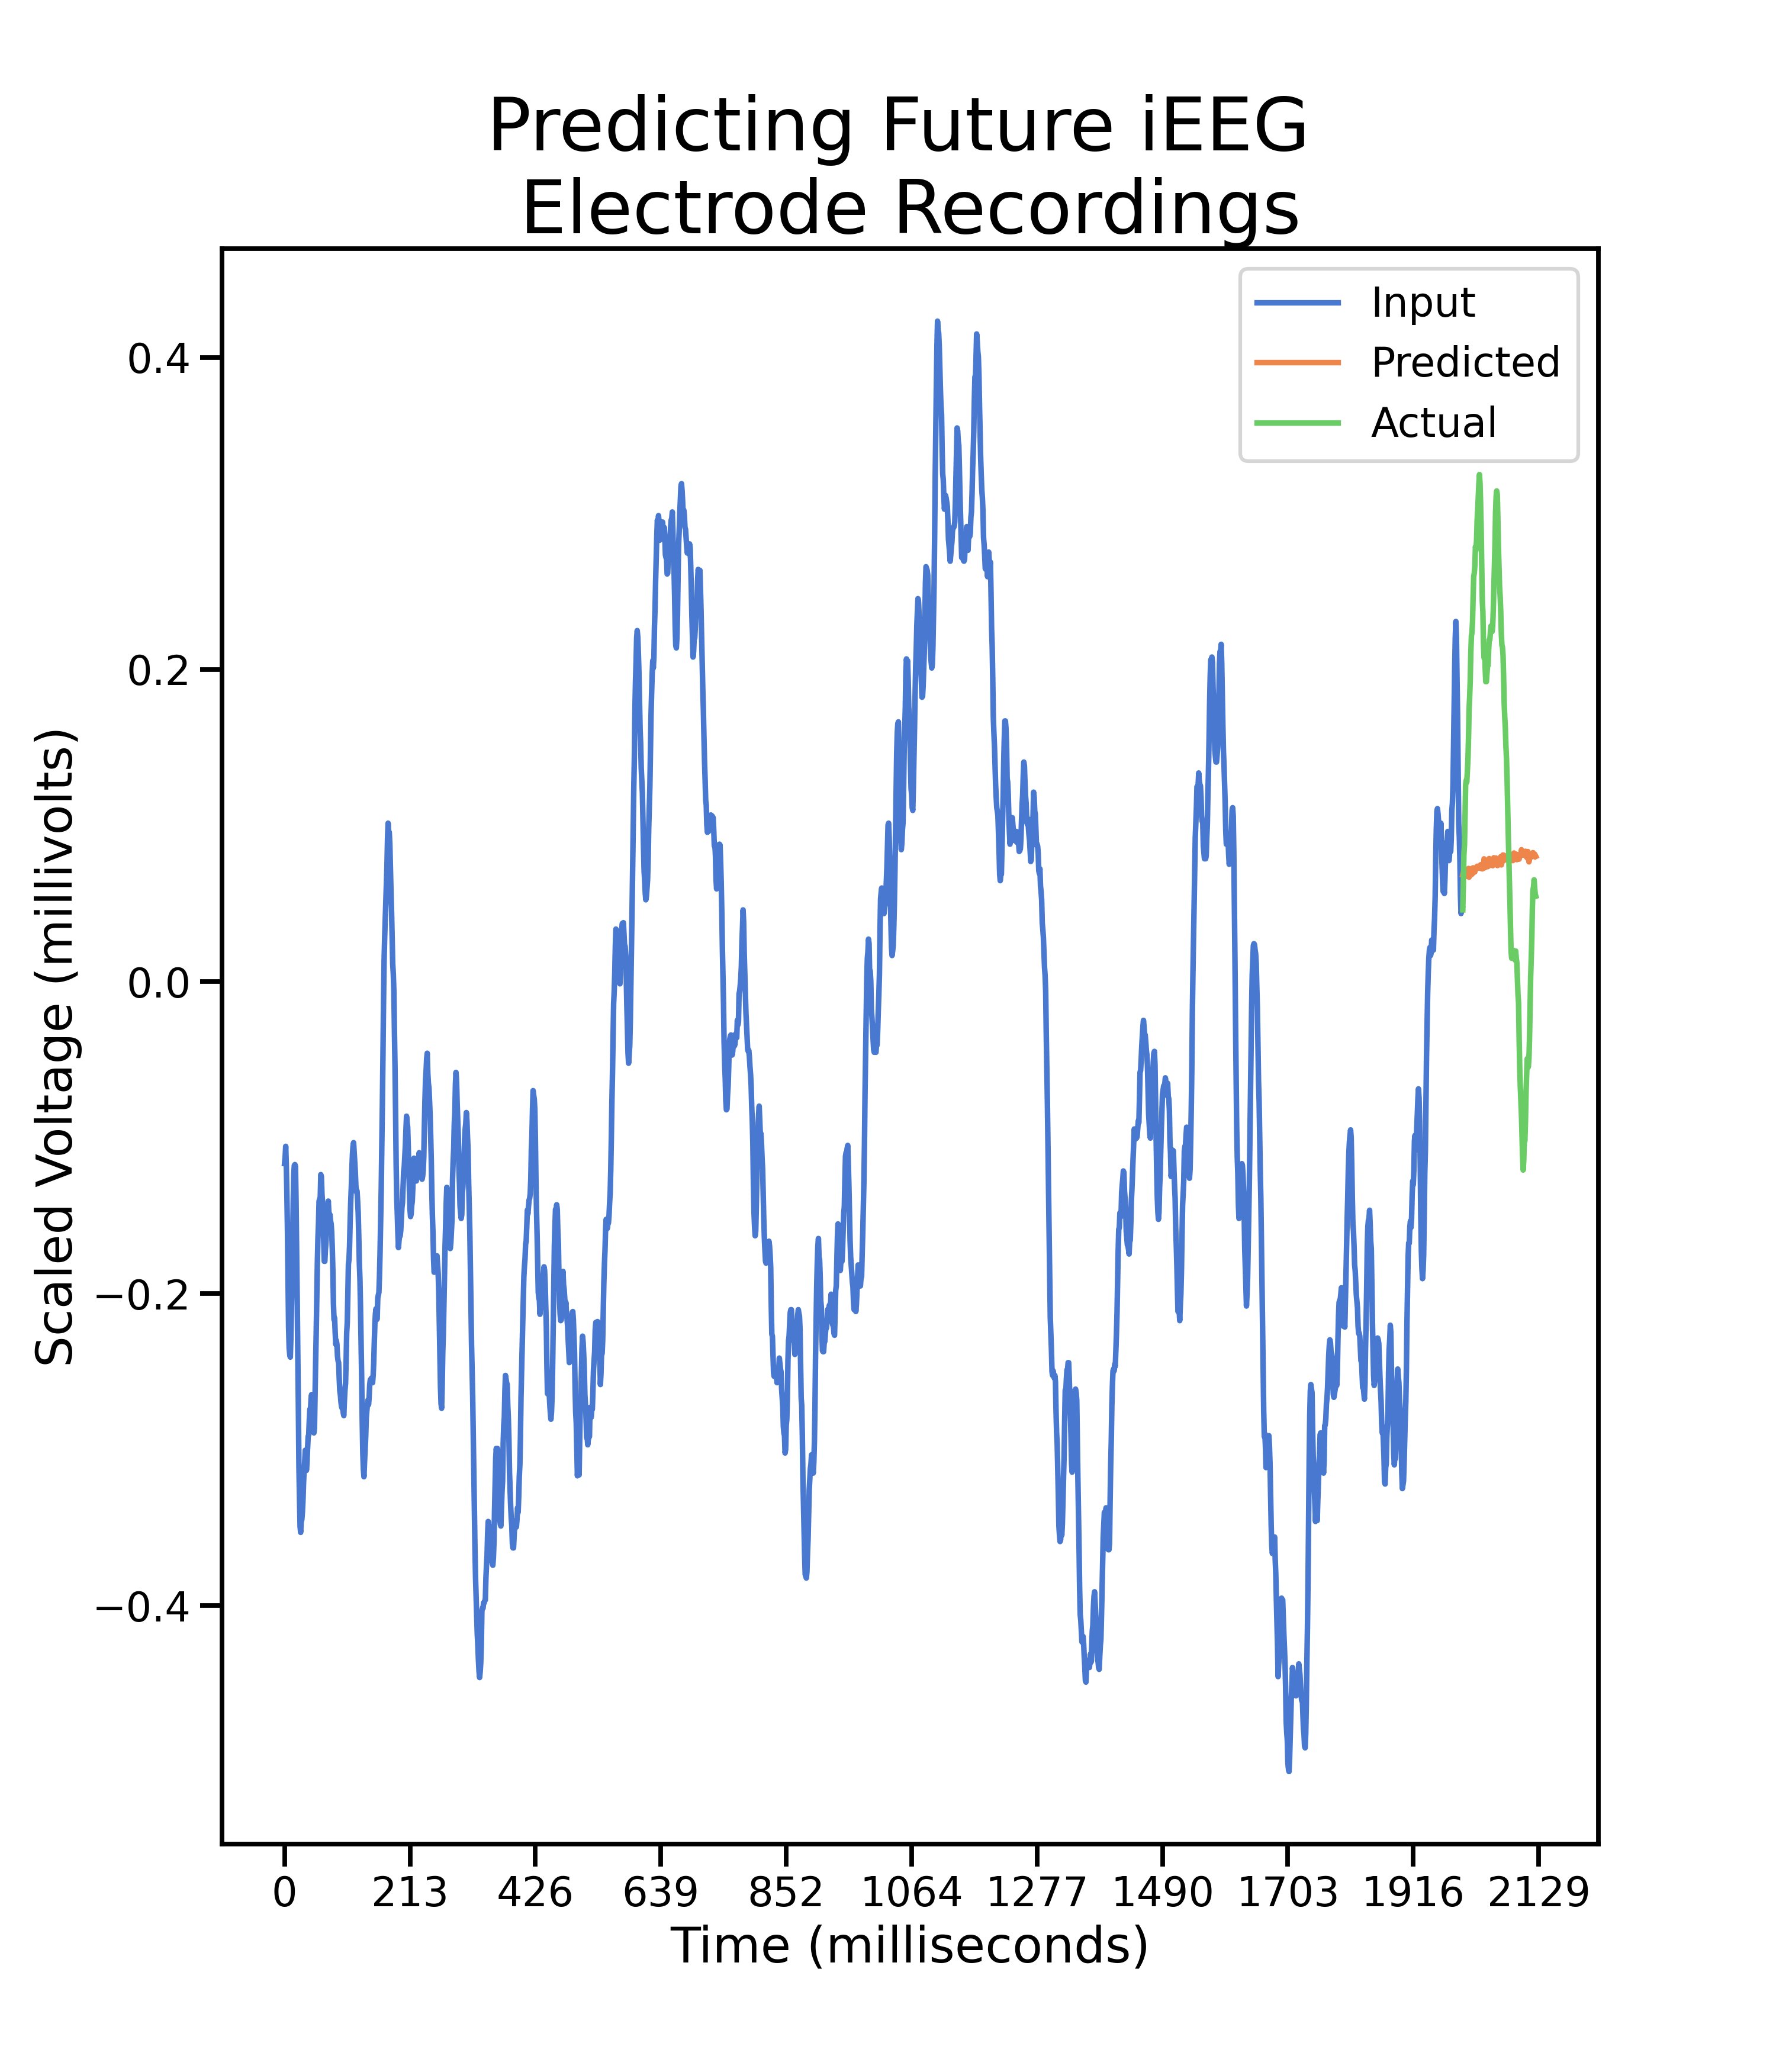 Predicting Future iEEG
Electrode Recordings
Input
Predicted
Actual
Scaled Voltage (millivolts)
0.4
0.2
0.0
−0.2
−0.4
0 213 426 639 852 1064 1277 1490 1703 1916 2129
Time (milliseconds)